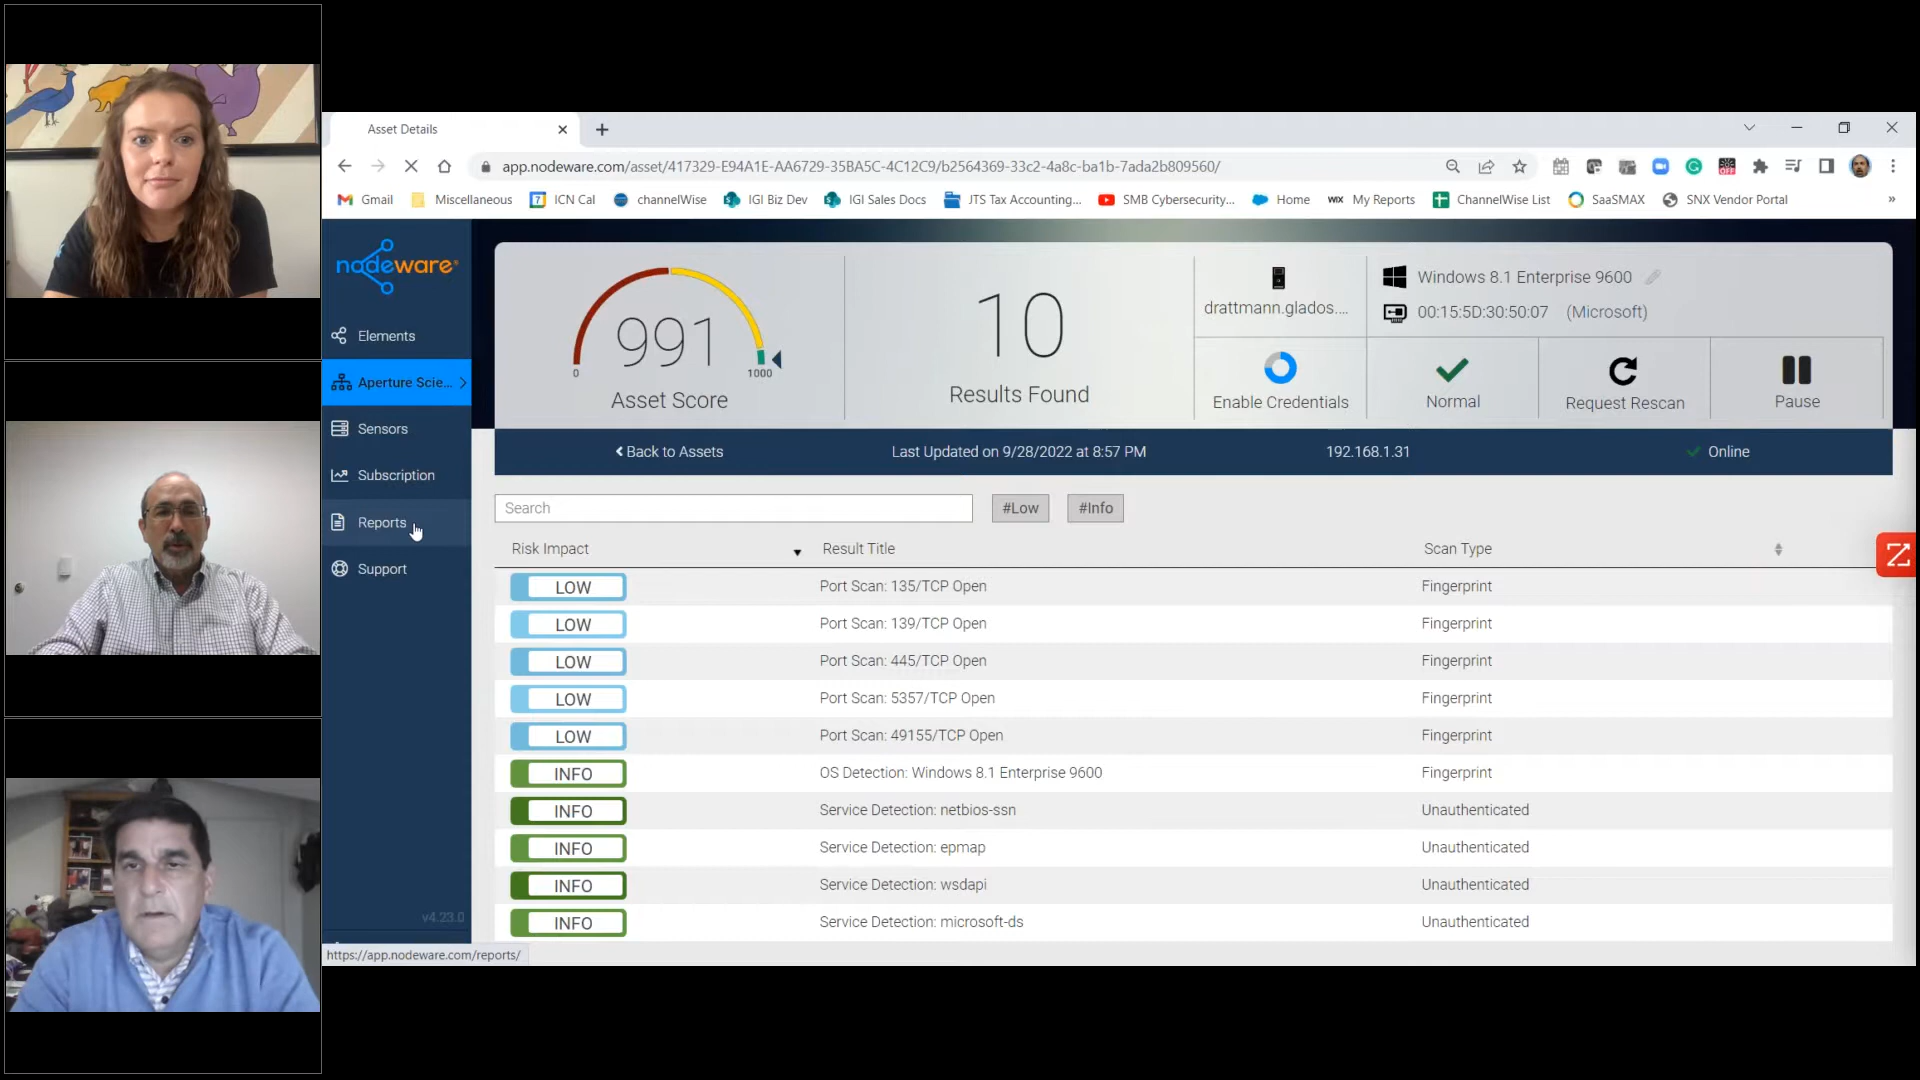 Asset Details
app.nodeware.com/asset/417329-E94A1E-AA6729-35BA5C-4C12C9/b2564369-33c2-4a8c-ba1b-7ada2b809560/
Gmail Miscellaneous ICN Cal channelWise IGI Biz Dev IGI Sales Docs JTS Tax Accounting... SMB Cybersecurity... Home WIX My Reports ChannelWise List SaaSMAX SNX Vendor Portal »
nodeware
Elements
Aperture Scie...
Sensors
Subscription
Reports
Support
v4.23.0
https://app.nodeware.com/reports/
991
0 1000
Asset Score
10
Results Found
drattmann.glados....
Windows 8.1 Enterprise 9600
00:15:5D:30:50:07 (Microsoft)
Enable Credentials
Normal
Request Rescan
Pause
Back to Assets Last Updated on 9/28/2022 at 8:57 PM 192.168.1.31 Online
Search #Low #Info
Risk Impact Result Title Scan Type
LOW Port Scan: 135/TCP Open Fingerprint
LOW Port Scan: 139/TCP Open Fingerprint
LOW Port Scan: 445/TCP Open Fingerprint
LOW Port Scan: 5357/TCP Open Fingerprint
LOW Port Scan: 49155/TCP Open Fingerprint
INFO OS Detection: Windows 8.1 Enterprise 9600 Fingerprint
INFO Service Detection: netbios-ssn Unauthenticated
INFO Service Detection: epmap Unauthenticated
INFO Service Detection: wsdapi Unauthenticated
INFO Service Detection: microsoft-ds Unauthenticated